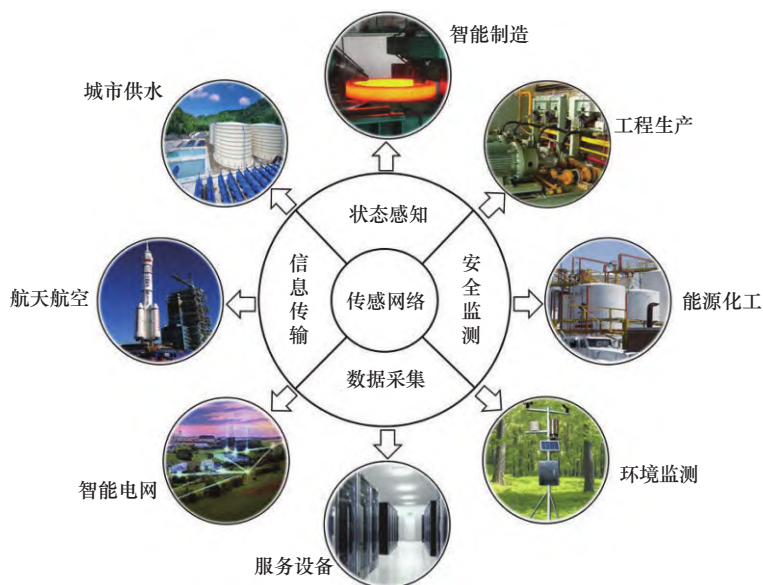 智能制造
城市供水
工程生产
状态感知
信息传输
安全监测
航天航空
传感网络
能源化工
数据采集
智能电网
环境监测
服务设备